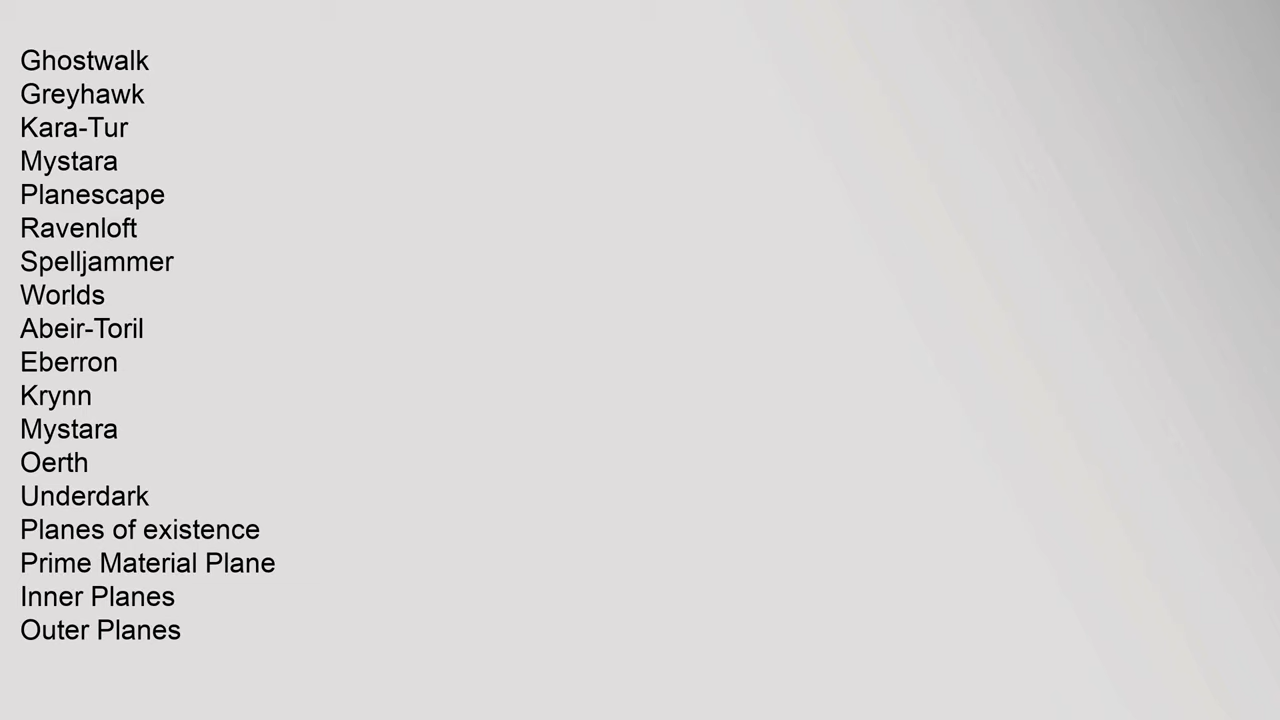 Ghostwalk
Greyhawk
Kara-Tur
Mystara
Planescape
Ravenloft
Spelljammer
Worlds
Abeir-Toril
Eberron
Krynn
Mystara
Oerth
Underdark
Planes of existence
Prime Material Plane
Inner Planes
Outer Planes